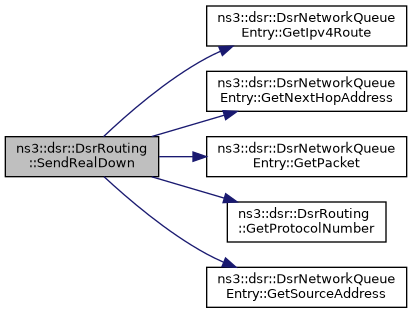 ns3::dsr::DsrNetworkQueue
Entry::GetIpv4Route
ns3::dsr::DsrNetworkQueue
Entry::GetNextHopAddress
ns3::dsr::DsrRouting
::SendRealDown
ns3::dsr::DsrNetworkQueue
Entry::GetPacket
ns3::dsr::DsrRouting
::GetProtocolNumber
ns3::dsr::DsrNetworkQueue
Entry::GetSourceAddress